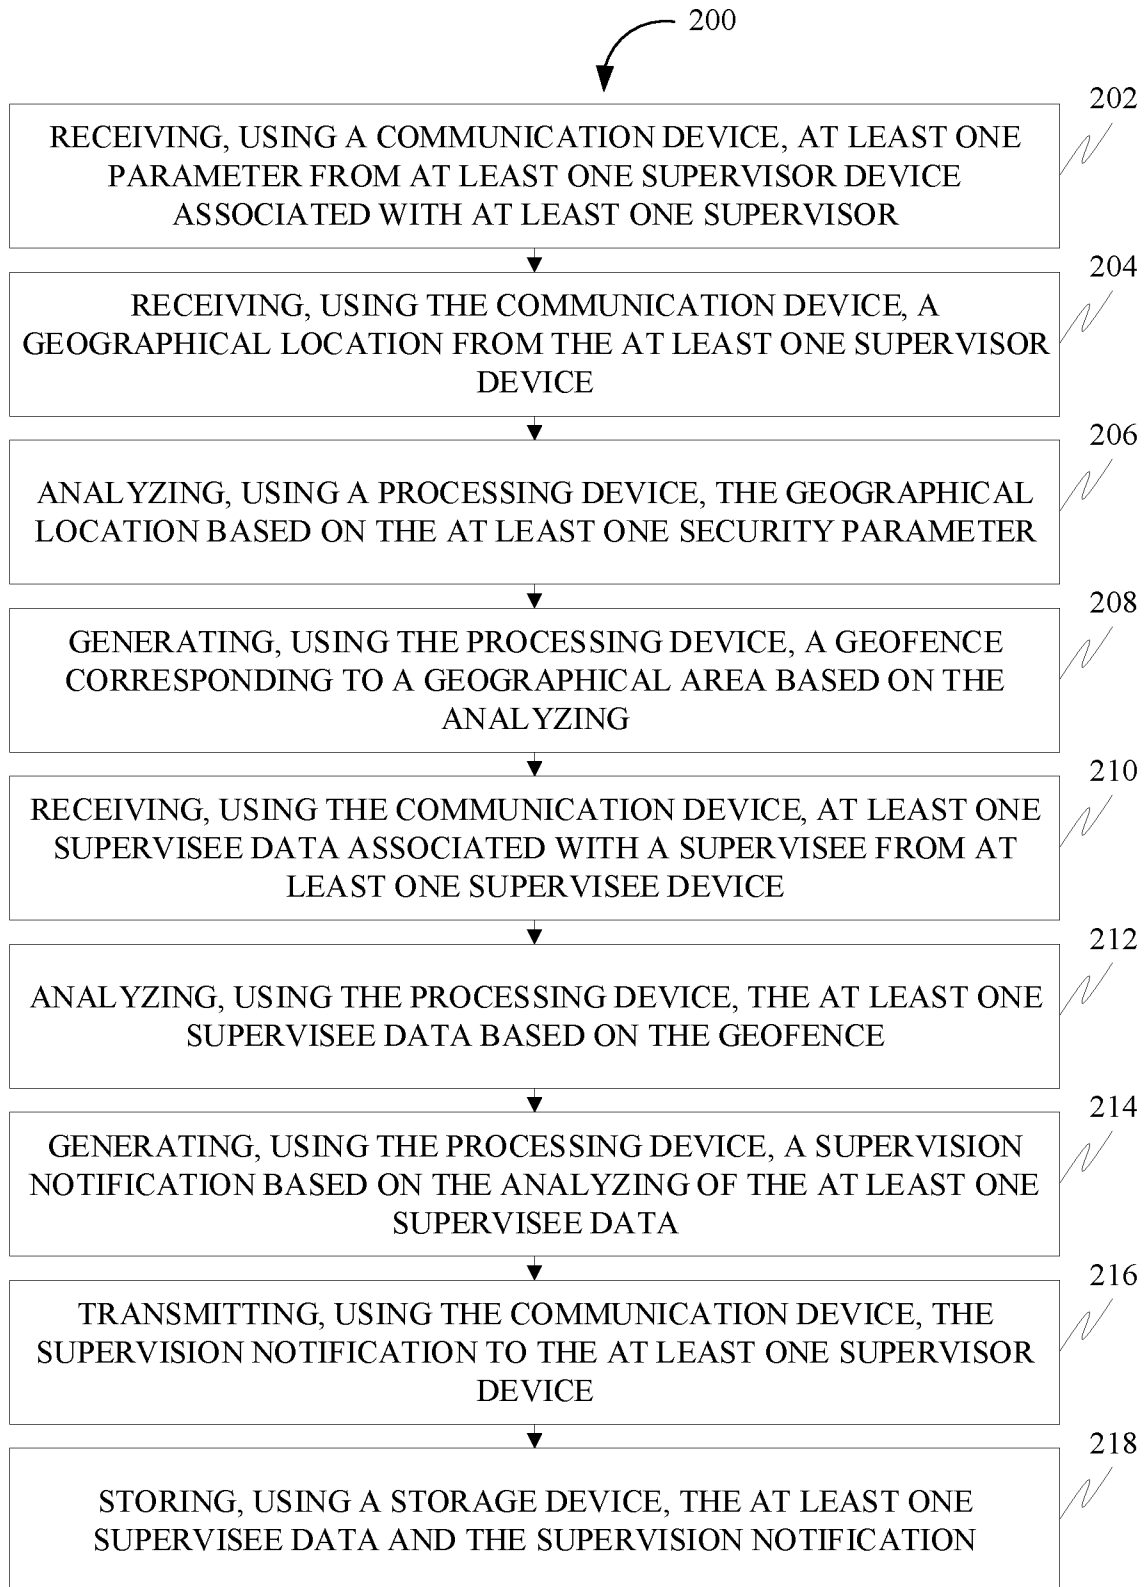 200
202
RECEIVING, USING A COMMUNICATION DEVICE, AT LEAST ONE
PARAMETER FROM AT LEAST ONE SUPERVISOR DEVICE
ASSOCIATED WITH AT LEAST ONE SUPERVISOR
204
RECEIVING, USING THE COMMUNICATION DEVICE, A
GEOGRAPHICAL LOCATION FROM THE AT LEAST ONE SUPERVISOR
DEVICE
206
ANALYZING, USING A PROCESSING DEVICE, THE GEOGRAPHICAL
LOCATION BASED ON THE AT LEAST ONE SECURITY PARAMETER
208
GENERATING, USING THE PROCESSING DEVICE, A GEOFENCE
CORRESPONDING TO A GEOGRAPHICAL AREA BASED ON THE
ANALYZING
210
RECEIVING, USING THE COMMUNICATION DEVICE, AT LEAST ONE
SUPERVISEE DATA ASSOCIATED WITH A SUPERVISEE FROM AT
LEAST ONE SUPERVISEE DEVICE
212
ANALYZING, USING THE PROCESSING DEVICE, THE AT LEAST ONE
SUPERVISEE DATA BASED ON THE GEOFENCE
214
GENERATING, USING THE PROCESSING DEVICE, A SUPERVISION
NOTIFICATION BASED ON THE ANALYZING OF THE AT LEAST ONE
SUPERVISEE DATA
216
TRANSMITTING, USING THE COMMUNICATION DEVICE, THE
SUPERVISION NOTIFICATION TO THE AT LEAST ONE SUPERVISOR
DEVICE
218
STORING, USING A STORAGE DEVICE, THE AT LEAST ONE
SUPERVISEE DATA AND THE SUPERVISION NOTIFICATION